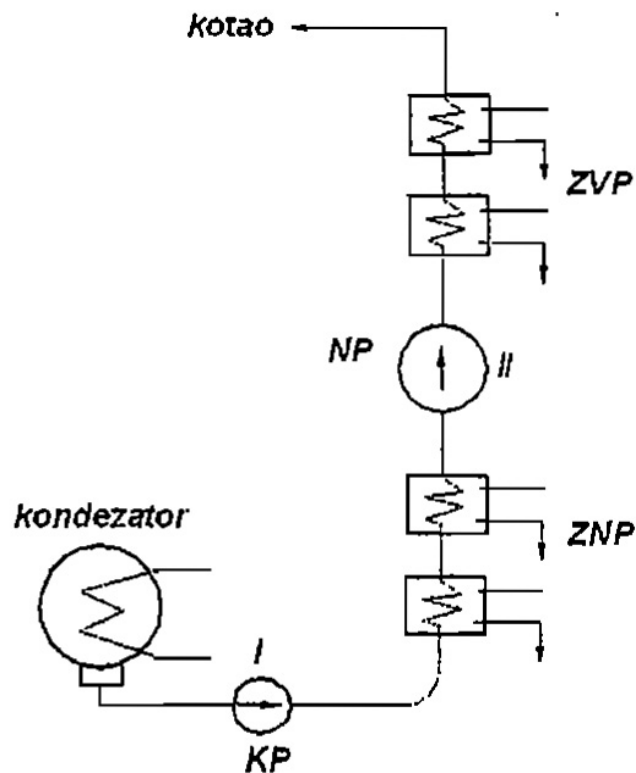 kotao
ZVP
NP
II
ZNP
kondezator
I
KP